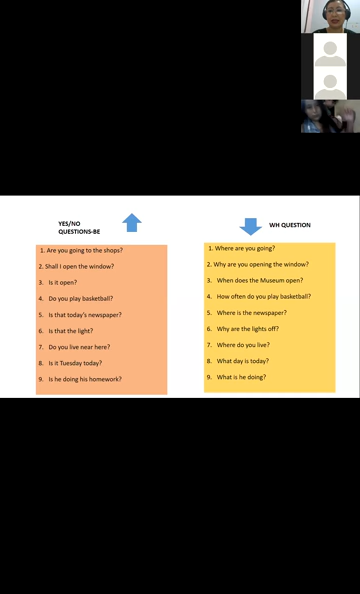 YES/NO
QUESTIONS-BE
1. Are you going to the shops?
2. Shall I open the window?
3. Is it open?
4. Do you play basketball?
5. Is that today's newspaper?
6. Is that the light?
7. Do you live near here?
8. Is it Tuesday today?
9. Is he doing his homework?
WH QUESTION
1. Where are you going?
2. Why are you opening the window?
3. When does the Museum open?
4. How often do you play basketball?
5. Where is the newspaper?
6. Why are the lights off?
7. Where do you live?
8. What day is today?
9. What is he doing?